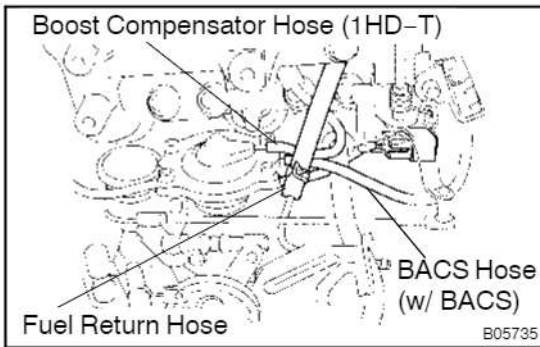 Boost Compensator Hose (1HD-T)
BACS Hose
(w/ BACS)
Fuel Return Hose
B05735